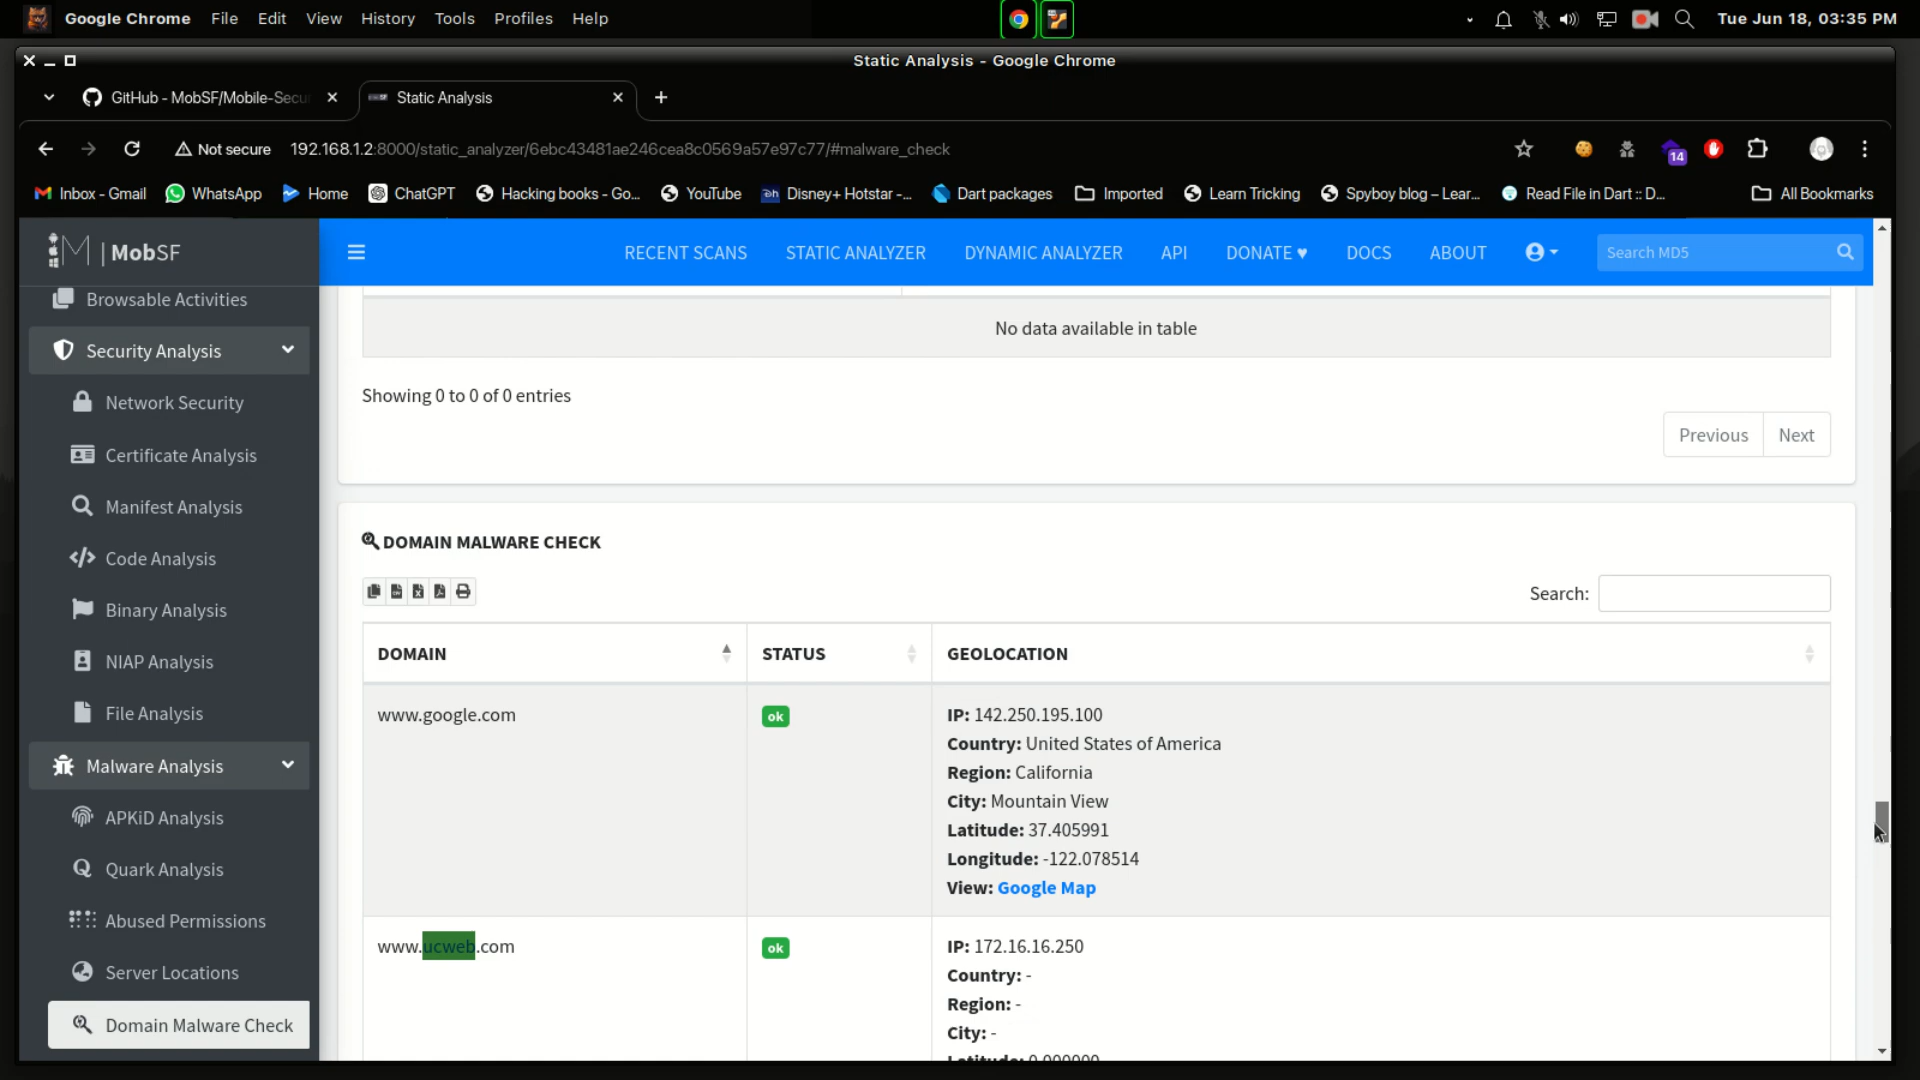 Google Chrome File Edit View History Tools Profiles Help Tue Jun 18, 03:35 PM
Static Analysis - Google Chrome
GitHub - MobSF/Mobile-Secur Static Analysis
Not secure 192.168.1.2:8000/static_analyzer/6ebc43481ae246cea8c0569a57e97c77/#malware_check 14
Inbox - Gmail WhatsApp Home ChatGPT Hacking books - Go... YouTube Disney+ Hotstar -... Dart packages Imported Learn Tricking Spyboy blog – Lear... Read File in Dart :: D... All Bookmarks
M | MobSF RECENT SCANS STATIC ANALYZER DYNAMIC ANALYZER API DONATE ♥ DOCS ABOUT Search MD5
Browsable Activities
Security Analysis
Network Security
Certificate Analysis
Manifest Analysis
Code Analysis
Binary Analysis
NIAP Analysis
File Analysis
Malware Analysis
APKiD Analysis
Quark Analysis
Abused Permissions
Server Locations
Domain Malware Check
No data available in table
Showing 0 to 0 of 0 entries
Previous Next
DOMAIN MALWARE CHECK
Search:
DOMAIN STATUS GEOLOCATION
www.google.com ok IP: 142.250.195.100
Country: United States of America
Region: California
City: Mountain View
Latitude: 37.405991
Longitude: -122.078514
View: Google Map
www.ucweb.com ok IP: 172.16.16.250
Country: -
Region: -
City: -
Latitude: 0.000000